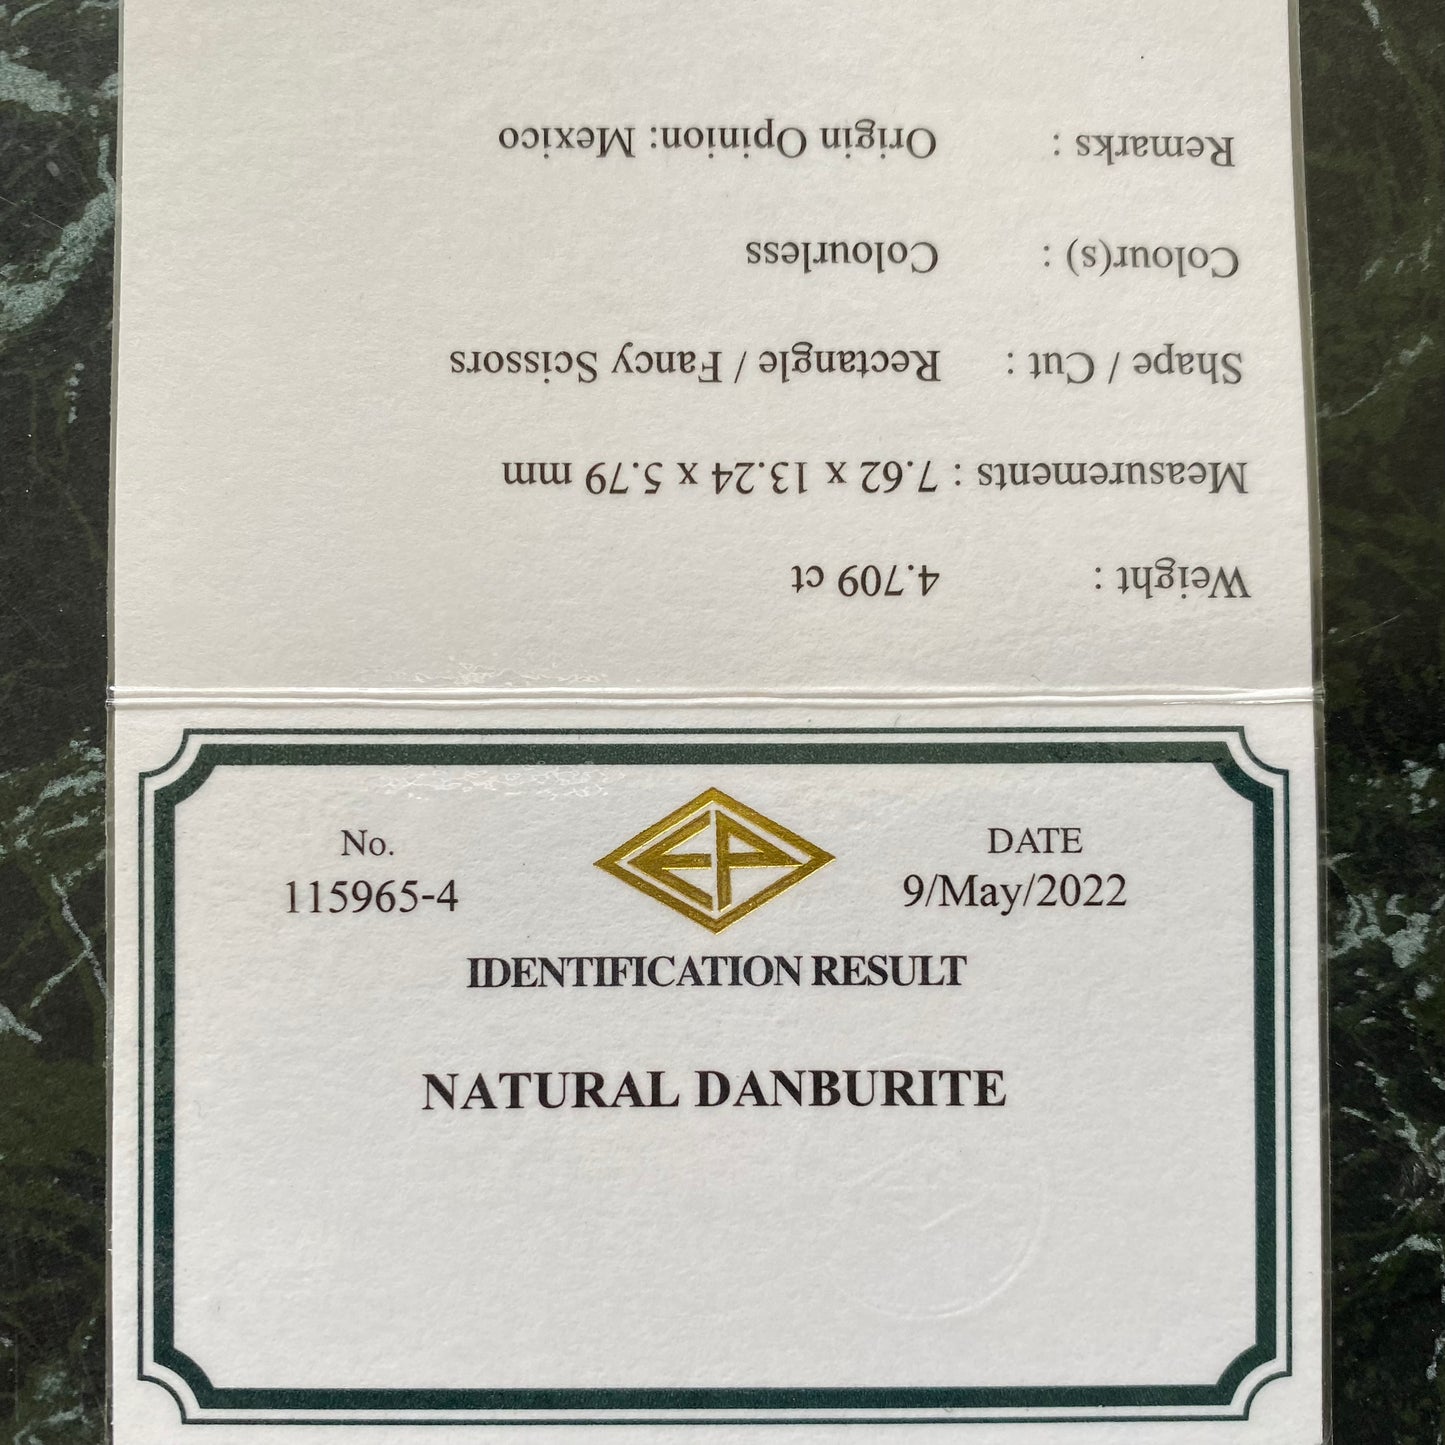 Weight : 4.709 ct
Measurements : 7.62 x 13.24 x 5.79 mm
Shape / Cut : Rectangle / Fancy Scissors
Colour(s) : Colourless
Remarks : Origin Opinion: Mexico
EP
No. DATE
115965-4 9/May/2022
IDENTIFICATION RESULT
NATURAL DANBURITE